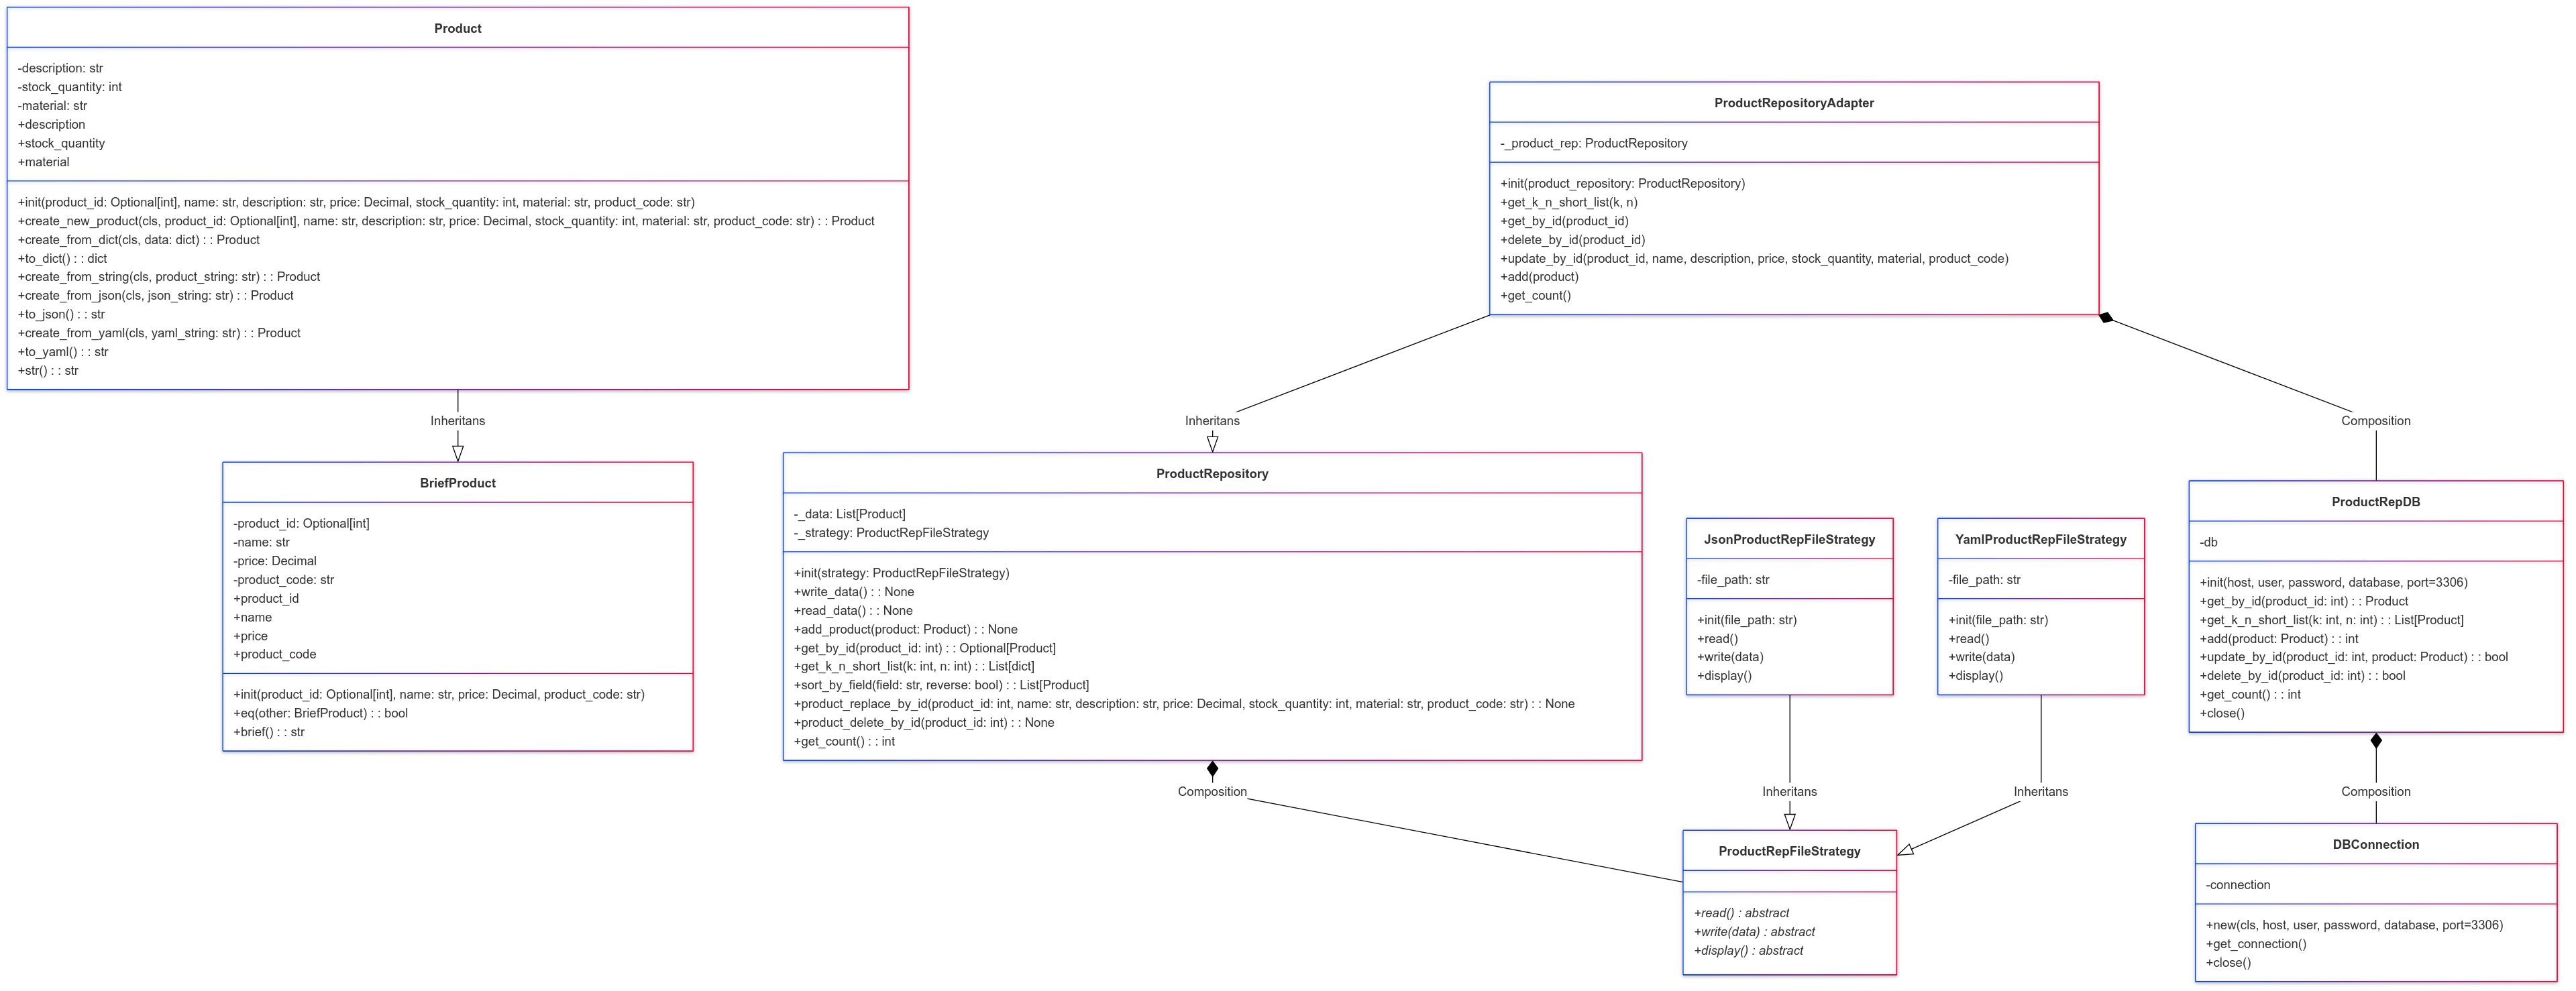 Product
-description: str
-stock_quantity: int
-material: str
+description
+stock_quantity
+material
+init(product_id: Optional[int], name: str, description: str, price: Decimal, stock_quantity: int, material: str, product_code: str)
+create_new_product(cls, product_id: Optional[int], name: str, description: str, price: Decimal, stock_quantity: int, material: str, product_code: str) : : Product
+create_from_dict(cls, data: dict) : : Product
+to_dict() : : dict
+create_from_string(cls, product_string: str) : : Product
+create_from_json(cls, json_string: str) : : Product
+to_json() : : str
+create_from_yaml(cls, yaml_string: str) : : Product
+to_yaml() : : str
+str() : : str
Inheritans
BriefProduct
-product_id: Optional[int]
-name: str
-price: Decimal
-product_code: str
+product_id
+name
+price
+product_code
+init(product_id: Optional[int], name: str, price: Decimal, product_code: str)
+eq(other: BriefProduct) : : bool
+brief() : : str
ProductRepositoryAdapter
-_product_rep: ProductRepository
+init(product_repository: ProductRepository)
+get_k_n_short_list(k, n)
+get_by_id(product_id)
+delete_by_id(product_id)
+update_by_id(product_id, name, description, price, stock_quantity, material, product_code)
+add(product)
+get_count()
Inheritans
Composition
ProductRepository
-_data: List[Product]
-_strategy: ProductRepFileStrategy
+init(strategy: ProductRepFileStrategy)
+write_data() : : None
+read_data() : : None
+add_product(product: Product) : : None
+get_by_id(product_id: int) : : Optional[Product]
+get_k_n_short_list(k: int, n: int) : : List[dict]
+sort_by_field(field: str, reverse: bool) : : List[Product]
+product_replace_by_id(product_id: int, name: str, description: str, price: Decimal, stock_quantity: int, material: str, product_code: str) : : None
+product_delete_by_id(product_id: int) : : None
+get_count() : : int
Composition
JsonProductRepFileStrategy
-file_path: str
+init(file_path: str)
+read()
+write(data)
+display()
Inheritans
YamlProductRepFileStrategy
-file_path: str
+init(file_path: str)
+read()
+write(data)
+display()
Inheritans
ProductRepFileStrategy
+read() : abstract
+write(data) : abstract
+display() : abstract
ProductRepDB
-db
+init(host, user, password, database, port=3306)
+get_by_id(product_id: int) : : Product
+get_k_n_short_list(k: int, n: int) : : List[Product]
+add(product: Product) : : int
+update_by_id(product_id: int, product: Product) : : bool
+delete_by_id(product_id: int) : : bool
+get_count() : : int
+close()
Composition
DBConnection
-connection
+new(cls, host, user, password, database, port=3306)
+get_connection()
+close()